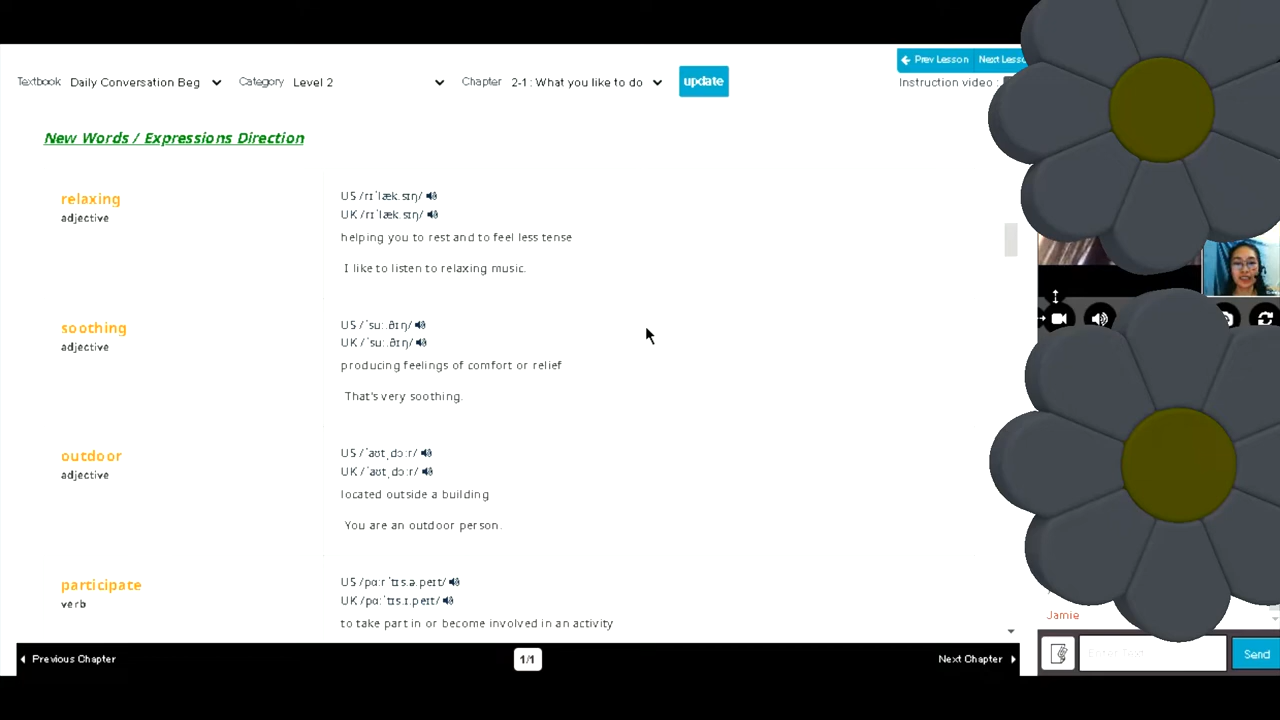 Prev Lesson Next Lesso
Textbook Daily Conversation Beg Category Level 2 Chapter 2-1 : What you like to do update Instruction video :
New Words / Expressions Direction
relaxing
adjective
US /rɪˈlæk.sɪŋ/
UK /rɪˈlæk.sɪŋ/
helping you to rest and to feel less tense
I like to listen to relaxing music.
soothing
adjective
US /ˈsuː.ðɪŋ/
UK /ˈsuː.ðɪŋ/
producing feelings of comfort or relief
That's very soothing.
outdoor
adjective
US /ˈaʊtˌdɔːr/
UK /ˈaʊtˌdɔːr/
located outside a building
You are an outdoor person.
participate
verb
US /pɑːrˈtɪs.ə.peɪt/
UK /pɑːˈtɪs.ɪ.peɪt/
to take part in or become involved in an activity
Jamie
Previous Chapter 1/1 Next Chapter
Enter Text Send